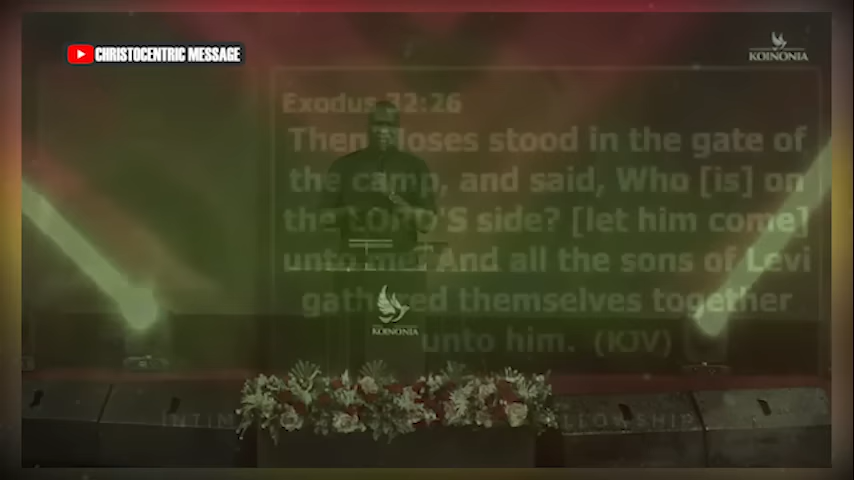 CHRISTOCENTRIC MESSAGE
KOINONIA
Exodus 32:26
Then Moses stood in the gate of
the camp, and said, Who [is] on
the LORD'S side? [let him come]
unto me. And all the sons of Levi
gathered themselves together
unto him. (KJV)
KOINONIA